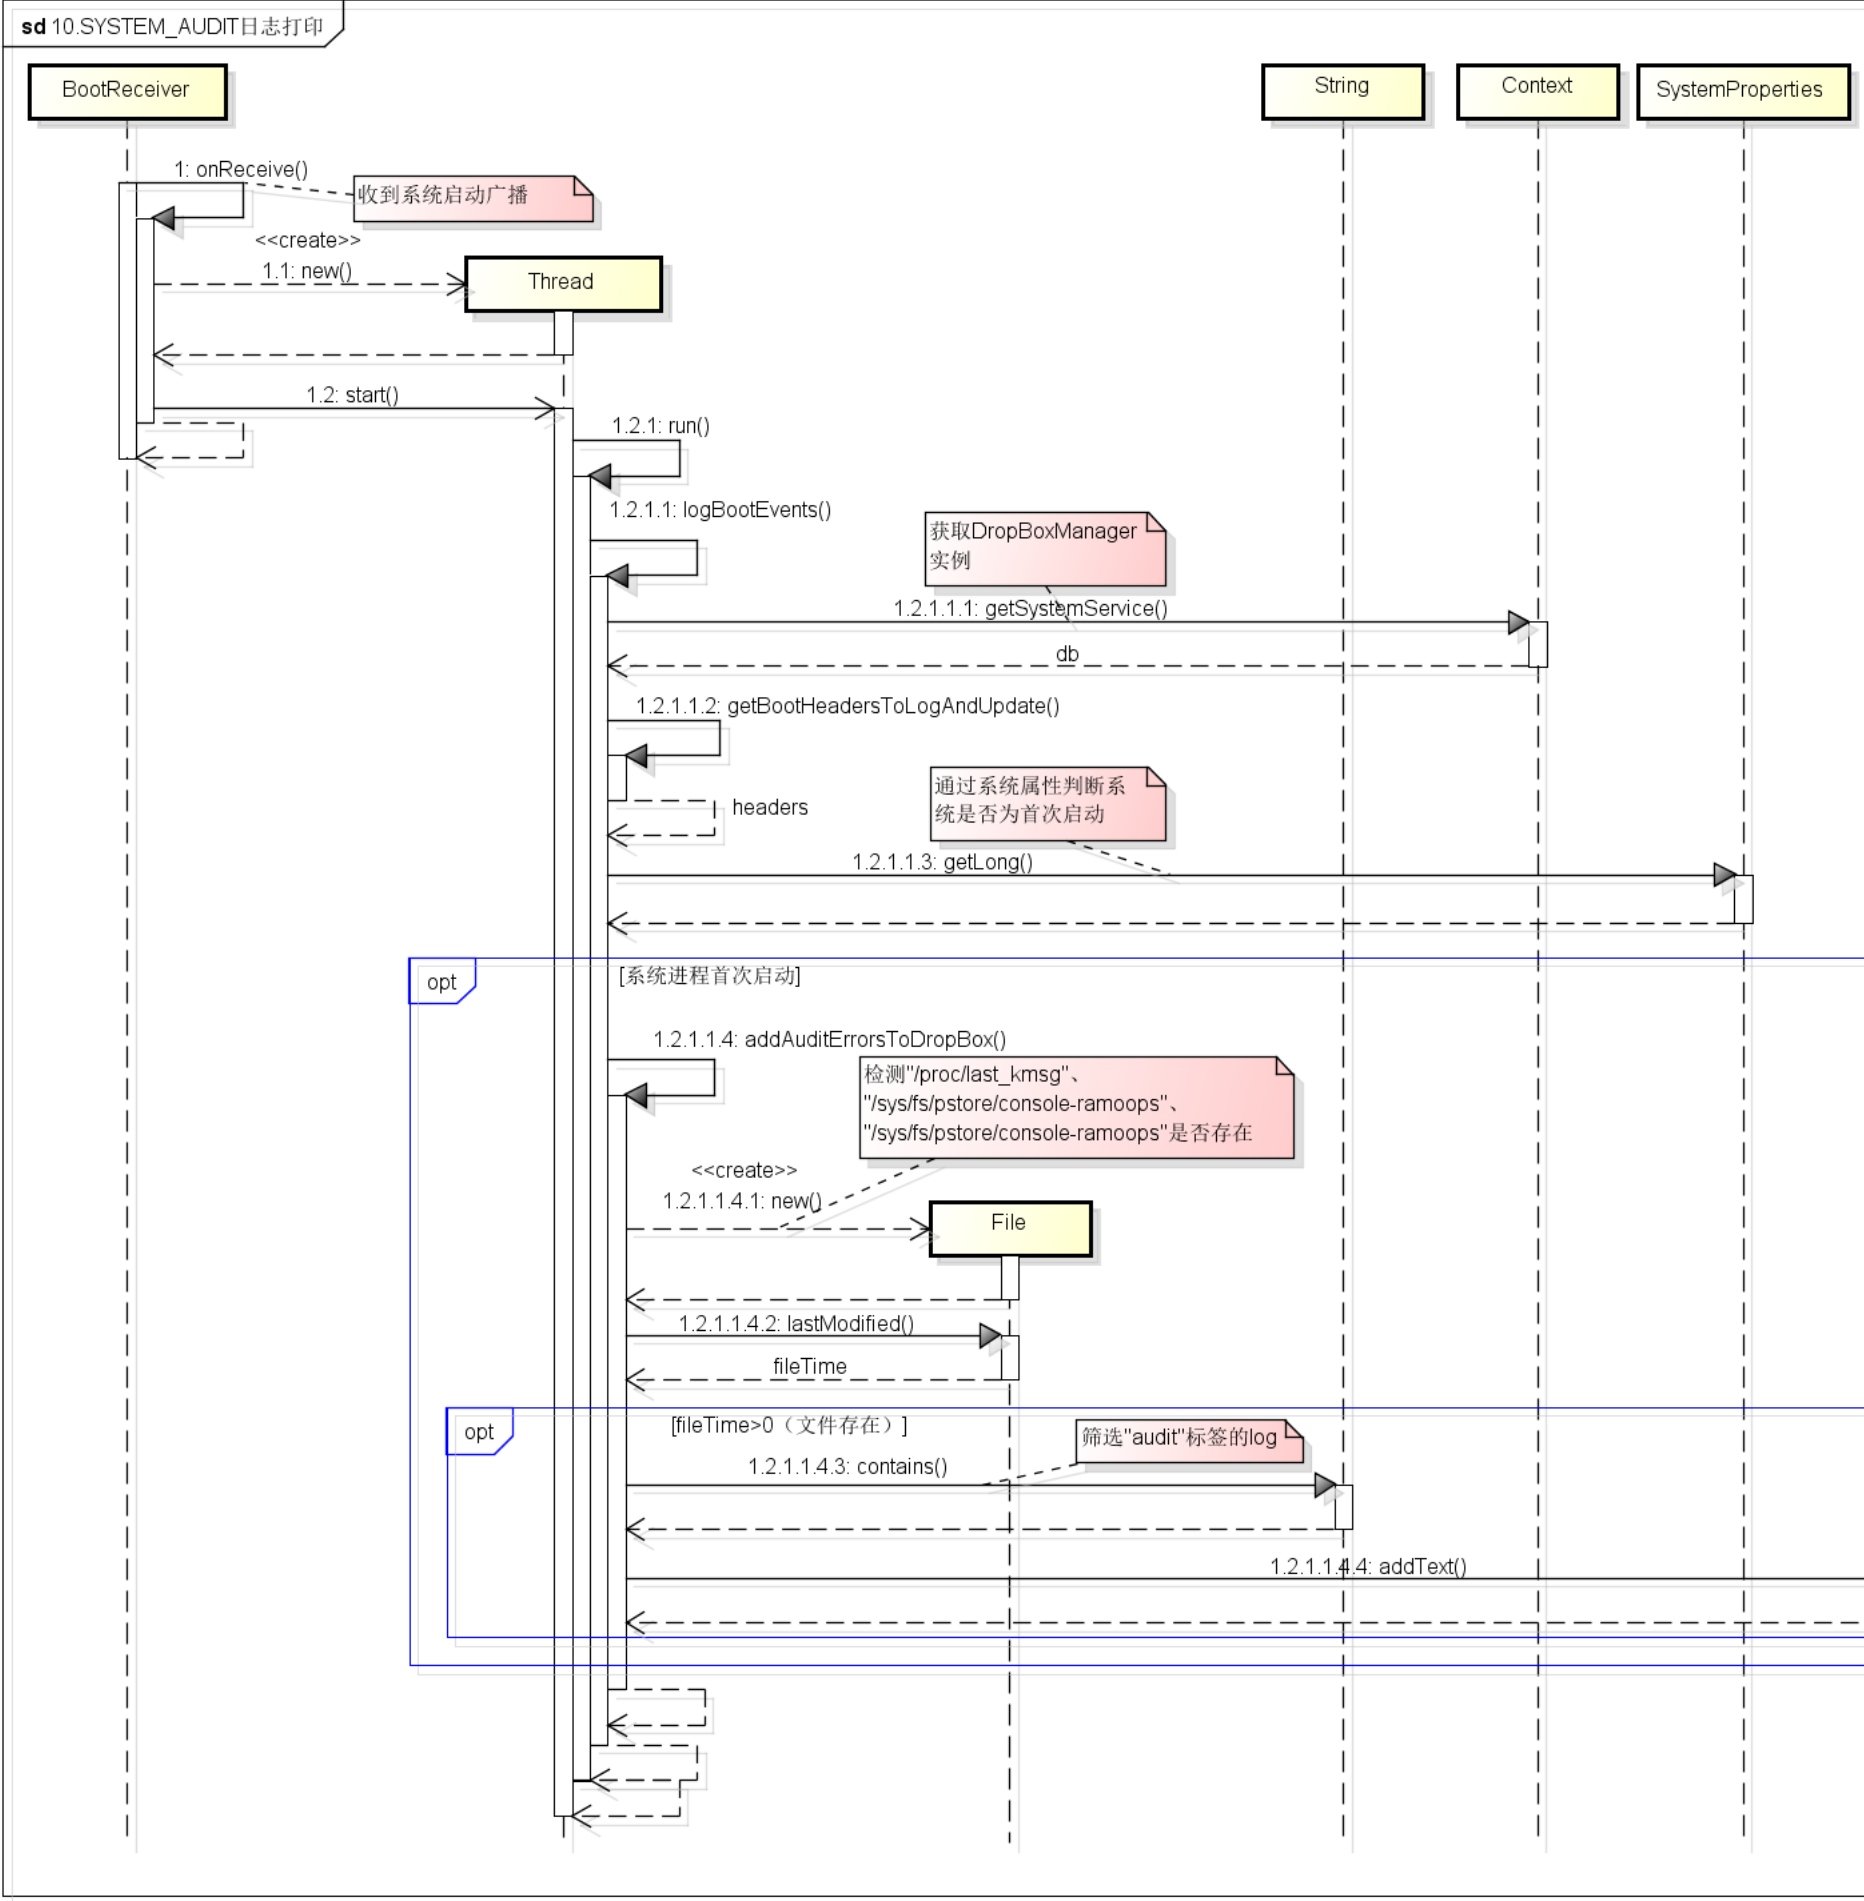 sd 10.SYSTEM_AUDIT日志打印
BootReceiver
String
Context
SystemProperties
1: onReceive()
收到系统启动广播
<<create>>
1.1: new()
Thread
1.2: start()
1.2.1: run()
1.2.1.1: logBootEvents()
获取DropBoxManager
实例
1.2.1.1.1: getSystemService()
db
1.2.1.1.2: getBootHeadersToLogAndUpdate()
headers
通过系统属性判断系
统是否为首次启动
1.2.1.1.3: getLong()
opt
[系统进程首次启动]
1.2.1.1.4: addAuditErrorsToDropBox()
检测"/proc/last_kmsg"、
"/sys/fs/pstore/console-ramoops"、
"/sys/fs/pstore/console-ramoops"是否存在
<<create>>
1.2.1.1.4.1: new()
File
1.2.1.1.4.2: lastModified()
fileTime
opt
[fileTime>0（文件存在）]
筛选"audit"标签的log
1.2.1.1.4.3: contains()
1.2.1.1.4.4: addText()